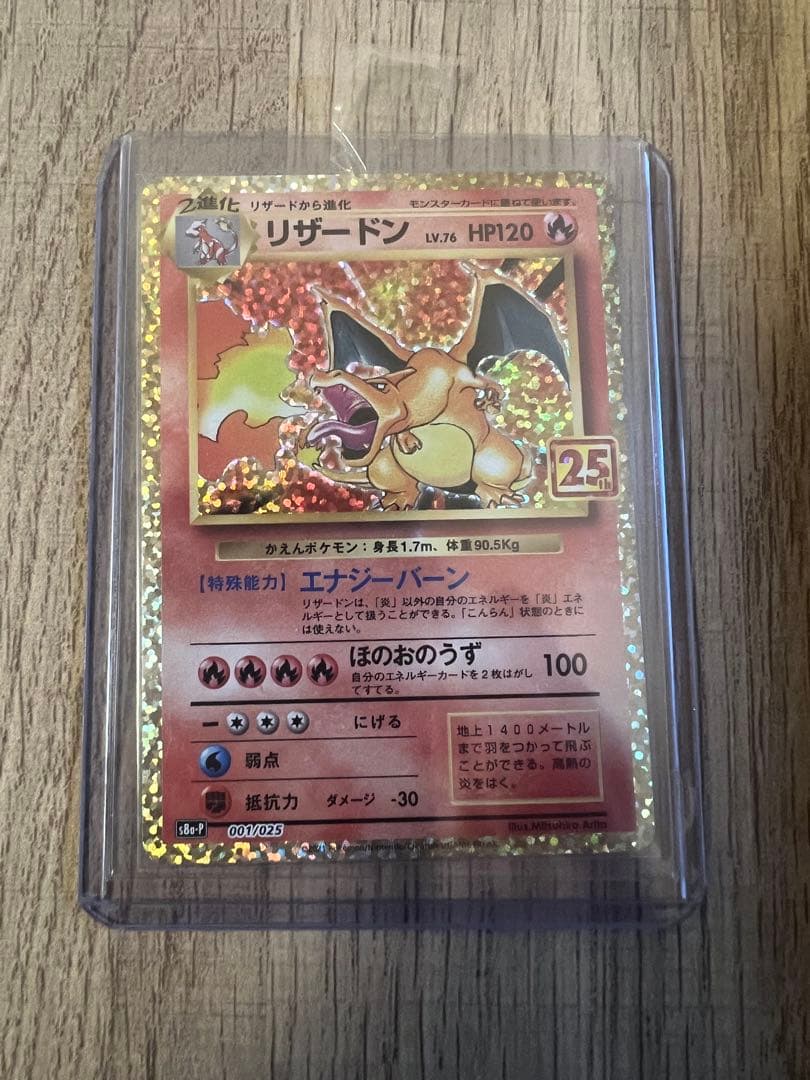 2進化 リザードから進化 モンスターカードに重ねて使います。
リザードン LV.76 HP120
25th
かえんポケモン：身長1.7m、体重90.5Kg
【特殊能力】エナジーバーン
リザードンは、「炎」以外の自分のエネルギーを「炎」エネ
ルギーとして扱うことができる。「こんらん」状態のときに
は使えない。
ほのおのうず 100
自分のエネルギーカードを2枚はがし
てすてる。
にげる
弱点
抵抗力 ダメージ -30
地上1400メートル
まで羽をつかって飛ぶ
ことができる。高熱の
炎をはく。
s8a-P 001/025
Illus.Mitsuhiro Arita